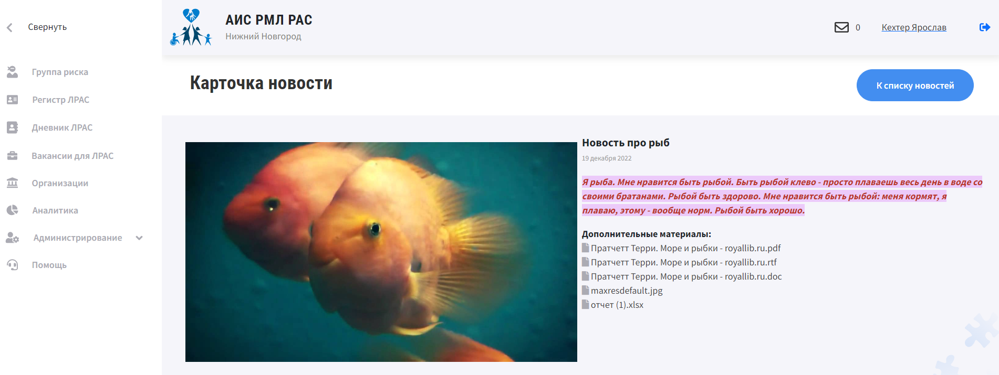 Свернуть
Группа риска
Регистр ЛРАС
Дневник ЛРАС
Вакансии для ЛРАС
Организации
Аналитика
Администрирование
Помощь
АИС РМЛ РАС
Нижний Новгород
0
Кехтер Ярослав
Карточка новости
К списку новостей
Новость про рыб
19 декабря 2022
Я рыба. Мне нравится быть рыбой. Быть рыбой клево - просто плаваешь весь день в воде со
своими братанами. Рыбой быть здорово. Мне нравится быть рыбой: меня кормят, я
плаваю, этому - вообще норм. Рыбой быть хорошо.
Дополнительные материалы:
Пратчетт Терри. Море и рыбки - royallib.ru.pdf
Пратчетт Терри. Море и рыбки - royallib.ru.rtf
Пратчетт Терри. Море и рыбки - royallib.ru.doc
maxresdefault.jpg
отчет (1).xlsx